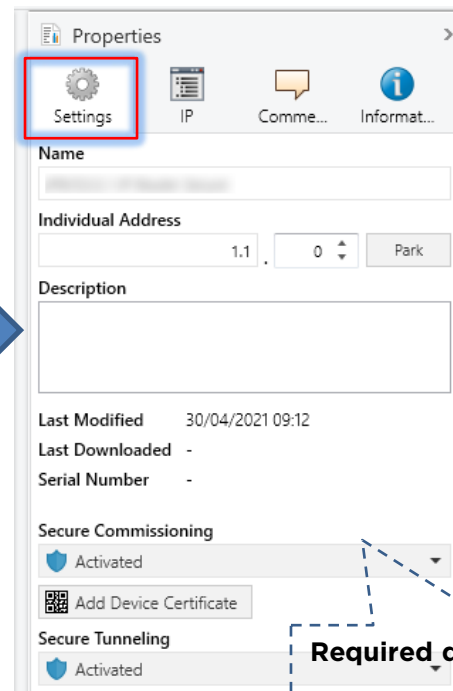 Properties
Settings IP Comme... Informat...
Name
Individual Address
1.1 . 0 Park
Description
Last Modified 30/04/2021 09:12
Last Downloaded -
Serial Number -
Secure Commissioning
Activated
Add Device Certificate
Secure Tunneling
Activated
Required